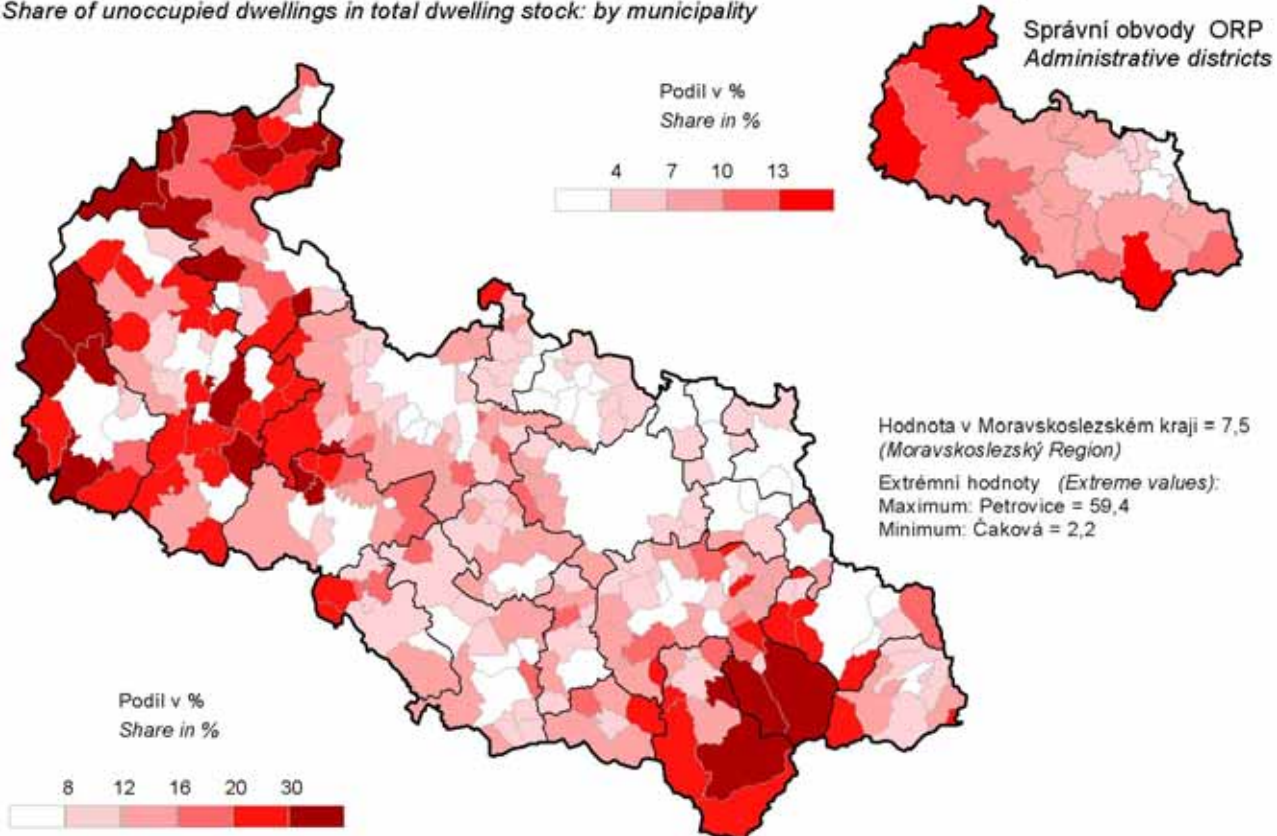 Share of unoccupied dwellings in total dwelling stock: by municipality
Správní obvody ORP
Administrative districts
Podíl v %
Share in %
4 7 10 13
Hodnota v Moravskoslezském kraji = 7,5
(Moravskoslezský Region)
Extrémní hodnoty (Extreme values):
Maximum: Petrovice = 59,4
Minimum: Čaková = 2,2
Podíl v %
Share in %
8 12 16 20 30